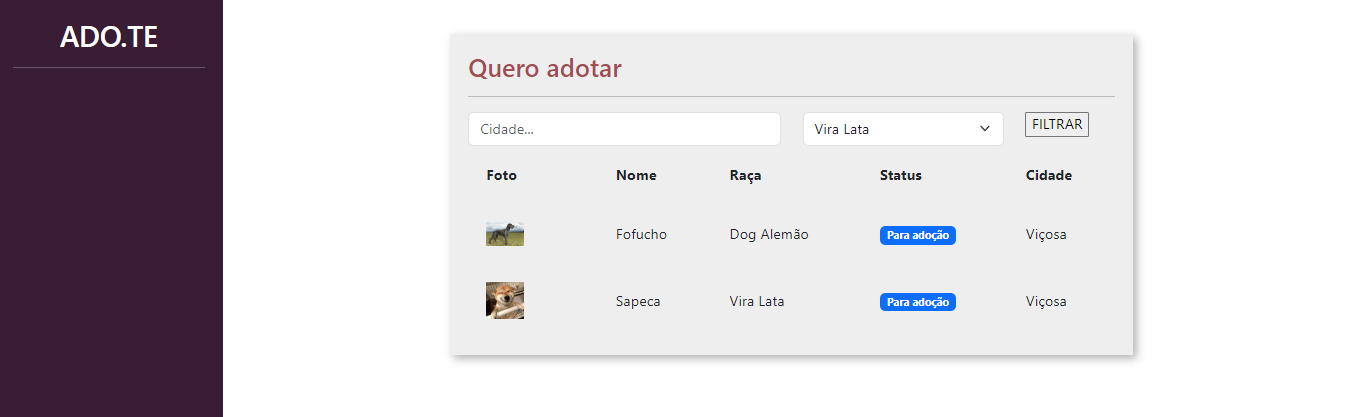 ADO.TE
Quero adotar
Cidade...
Vira Lata
FILTRAR
Foto Nome Raça Status Cidade
Fofucho Dog Alemão Para adoção Viçosa
Sapeca Vira Lata Para adoção Viçosa